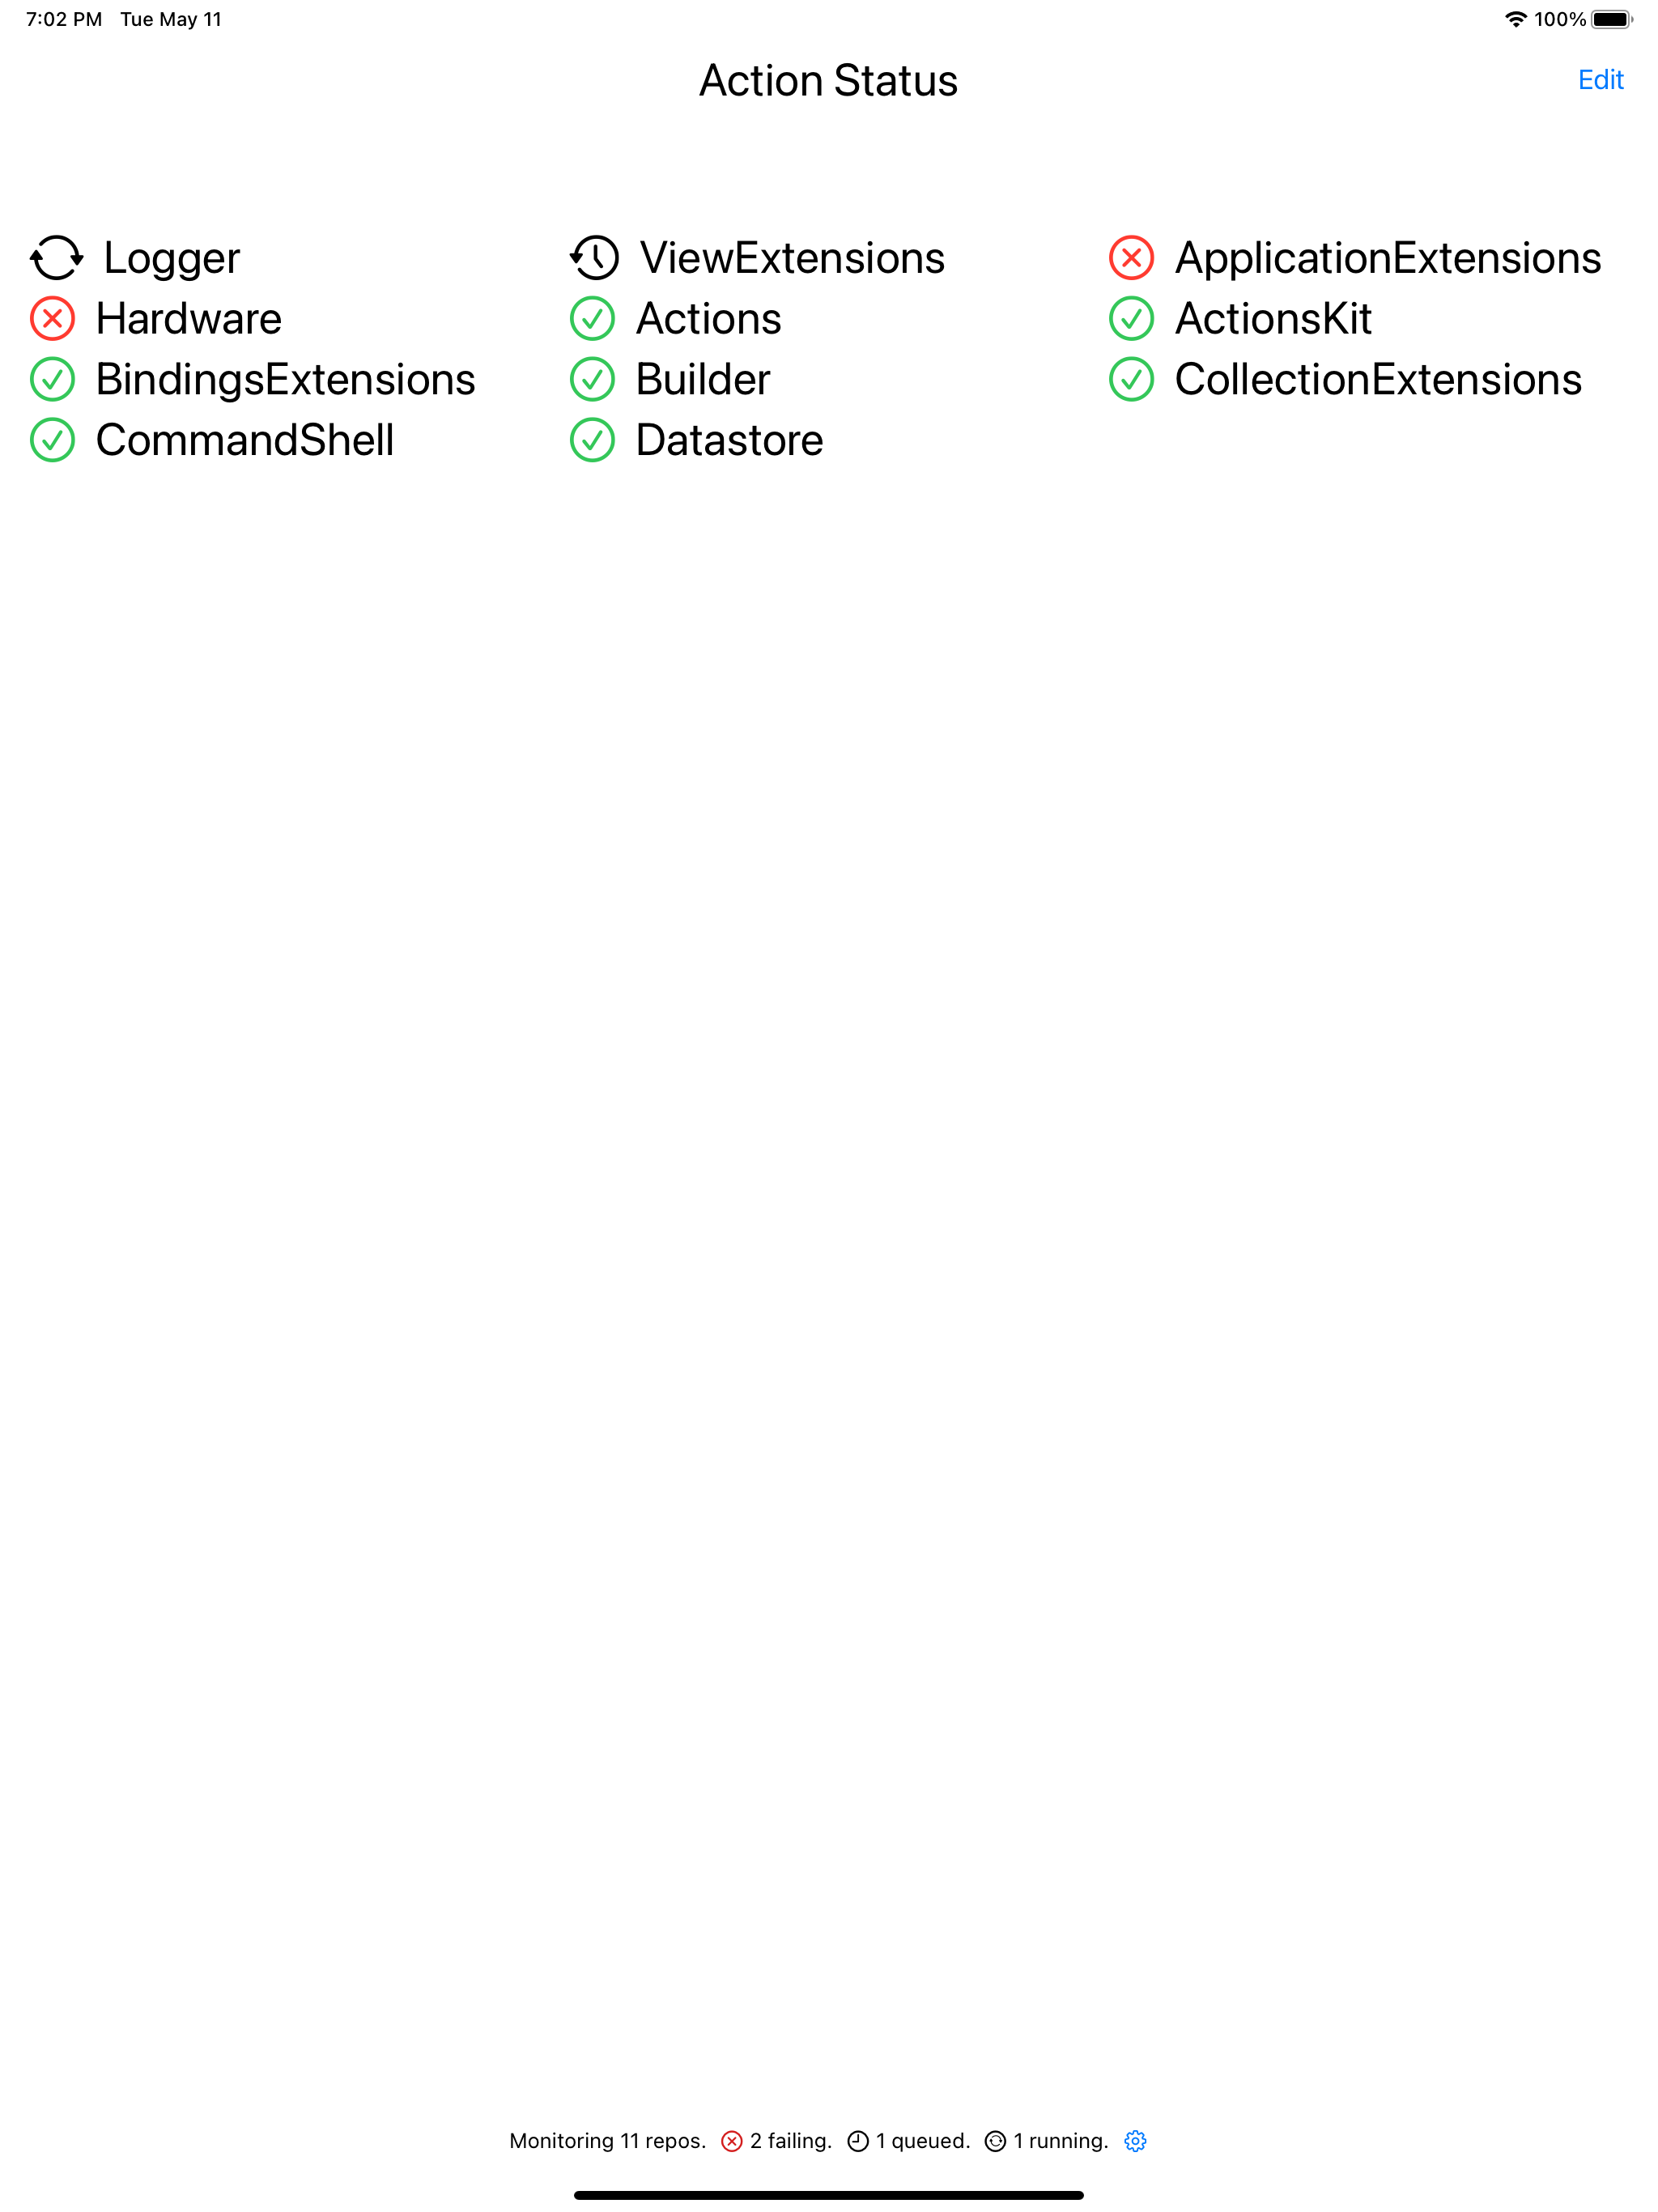 7:02 PM Tue May 11 100%
Action Status Edit
Logger ViewExtensions ApplicationExtensions
Hardware Actions ActionsKit
BindingsExtensions Builder CollectionExtensions
CommandShell Datastore
Monitoring 11 repos. 2 failing. 1 queued. 1 running.